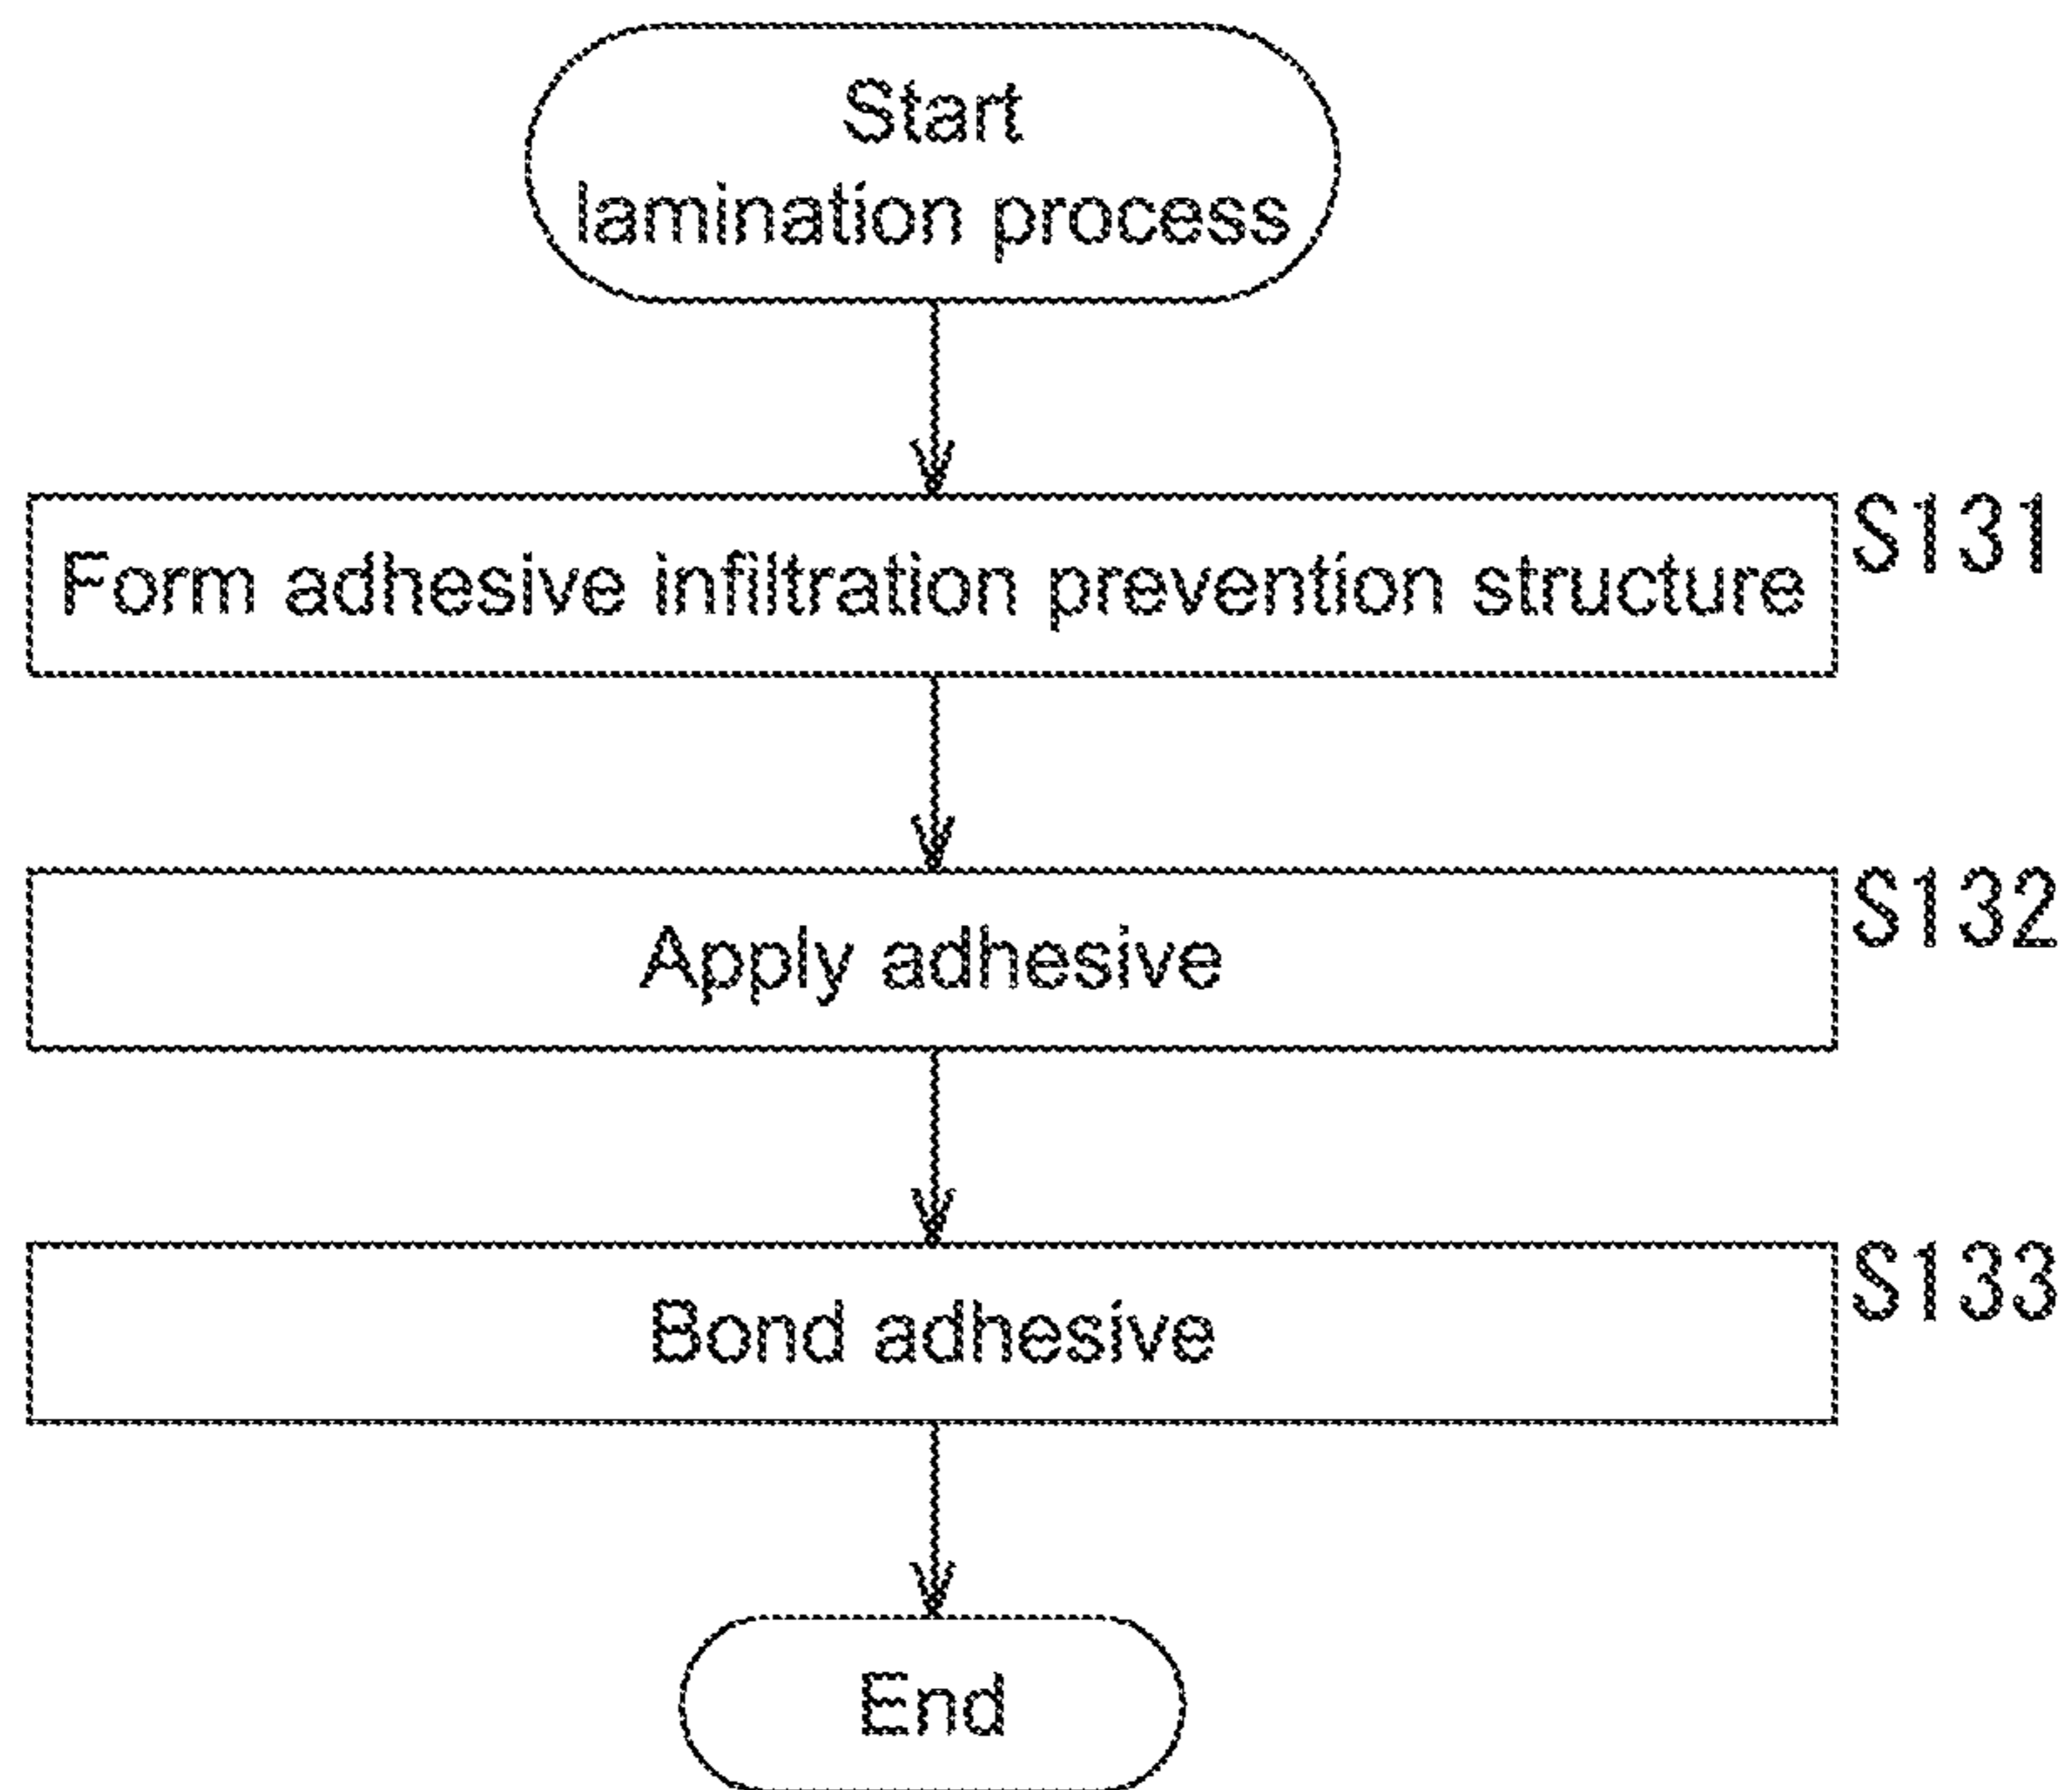 Start
lamination process
S131
Form adhesive infiltration prevention structure
S132
Apply adhesive
S133
Bond adhesive
End